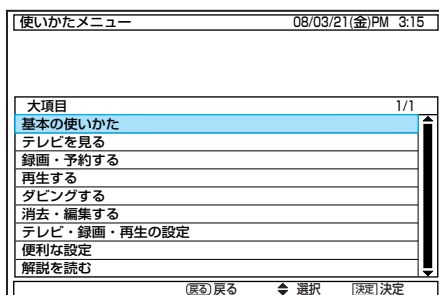 使いかたメニュー 08/03/21(金)PM 3:15
大項目 1/1
基本の使いかた
テレビを見る
録画・予約する
再生する
ダビングする
消去・編集する
テレビ・録画・再生の設定
便利な設定
解説を読む
戻る 戻る 選択 決定 決定